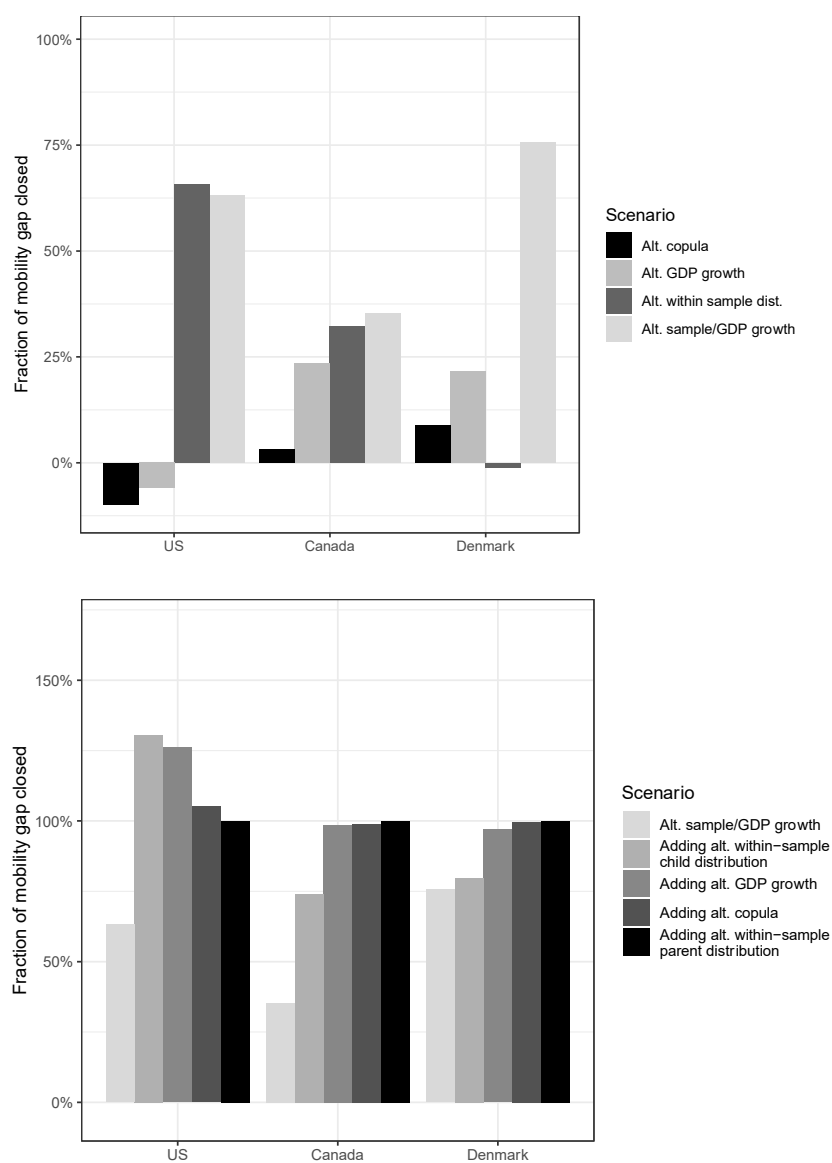 Fraction of mobility gap closed
100%
75%
50%
25%
0%
US
Canada
Denmark
Scenario
Alt. copula
Alt. GDP growth
Alt. within sample dist.
Alt. sample/GDP growth
Fraction of mobility gap closed
150%
100%
50%
0%
US
Canada
Denmark
Scenario
Alt. sample/GDP growth
Adding alt. within−sample
child distribution
Adding alt. GDP growth
Adding alt. copula
Adding alt. within−sample
parent distribution